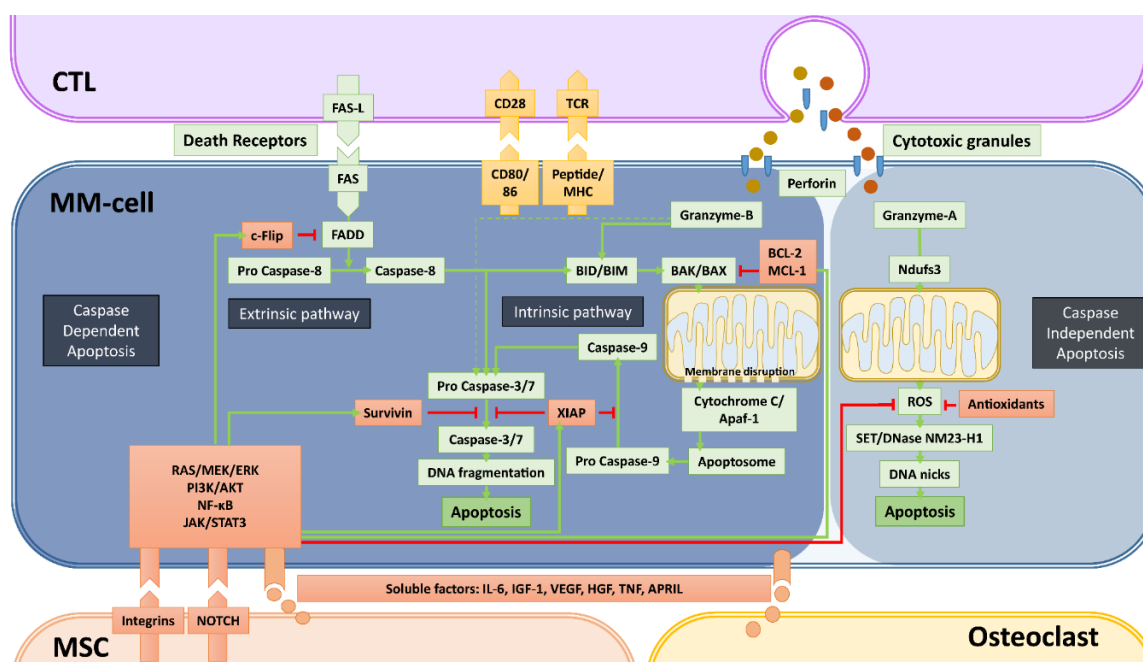 CTL
FAS-L
CD28
TCR
Death Receptors
Cytotoxic granules
MM-cell
FAS
CD80/
86
Peptide/
MHC
Perforin
Granzyme-B
Granzyme-A
c-Flip
FADD
BCL-2
MCL-1
Pro Caspase-8
Caspase-8
BID/BIM
BAK/BAX
Ndufs3
Caspase
Dependent
Apoptosis
Extrinsic pathway
Intrinsic pathway
Caspase
Independent
Apoptosis
Caspase-9
Membrane disruption
Pro Caspase-3/7
Cytochrome C/
Apaf-1
Survivin
XIAP
ROS
Antioxidants
Caspase-3/7
SET/DNase NM23-H1
Pro Caspase-9
Apoptosome
DNA fragmentation
DNA nicks
Apoptosis
Apoptosis
RAS/MEK/ERK
PI3K/AKT
NF-κB
JAK/STAT3
Soluble factors: IL-6, IGF-1, VEGF, HGF, TNF, APRIL
Integrins
NOTCH
MSC
Osteoclast